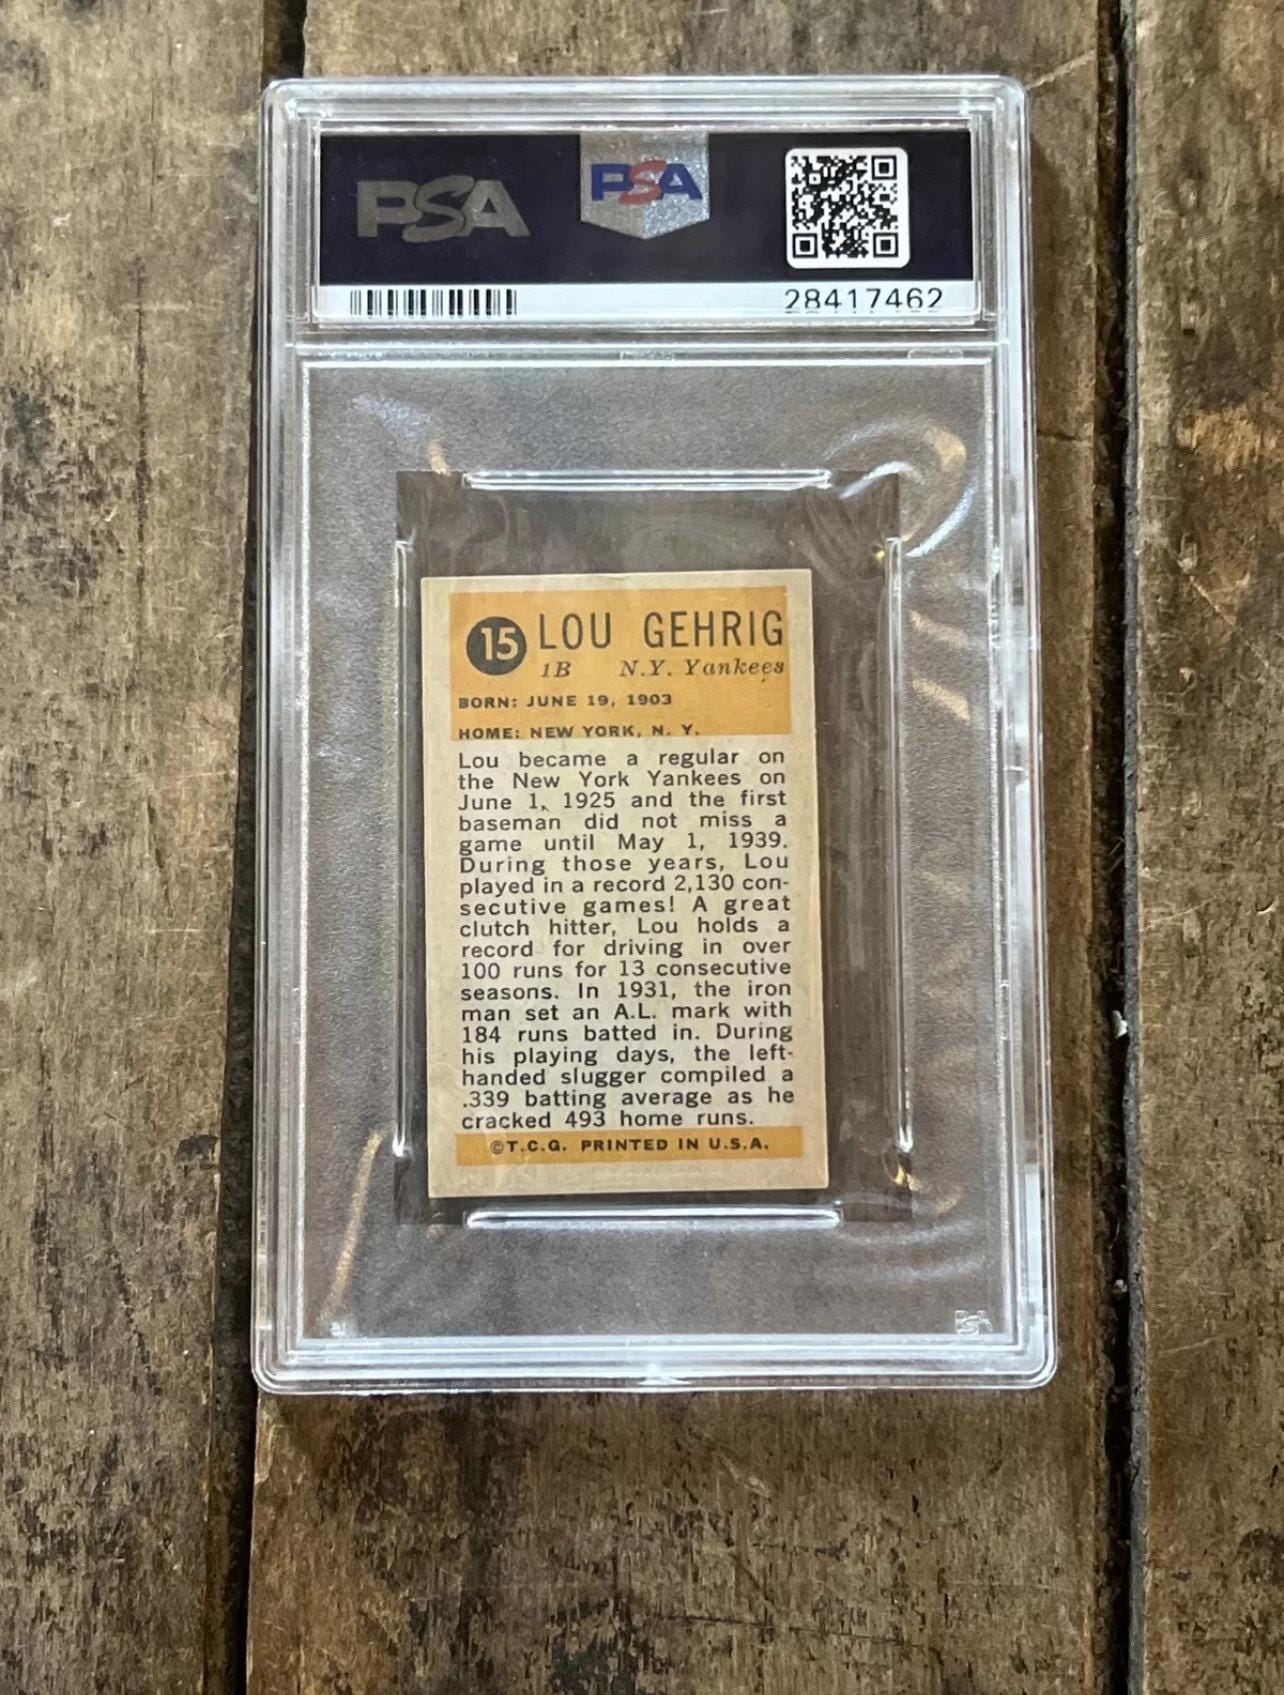 PSA
PSA
28417462
15
LOU GEHRIG
1B N.Y. Yankees
BORN: JUNE 19, 1903
HOME: NEW YORK, N. Y.
Lou became a regular on
the New York Yankees on
June 1, 1925 and the first
baseman did not miss a
game until May 1, 1939.
During those years, Lou
played in a record 2,130 con-
secutive games! A great
clutch hitter, Lou holds a
record for driving in over
100 runs for 13 consecutive
seasons. In 1931, the iron
man set an A.L. mark with
184 runs batted in. During
his playing days, the left-
handed slugger compiled a
.339 batting average as he
cracked 493 home runs.
©T.C.G. PRINTED IN U.S.A.
PSA